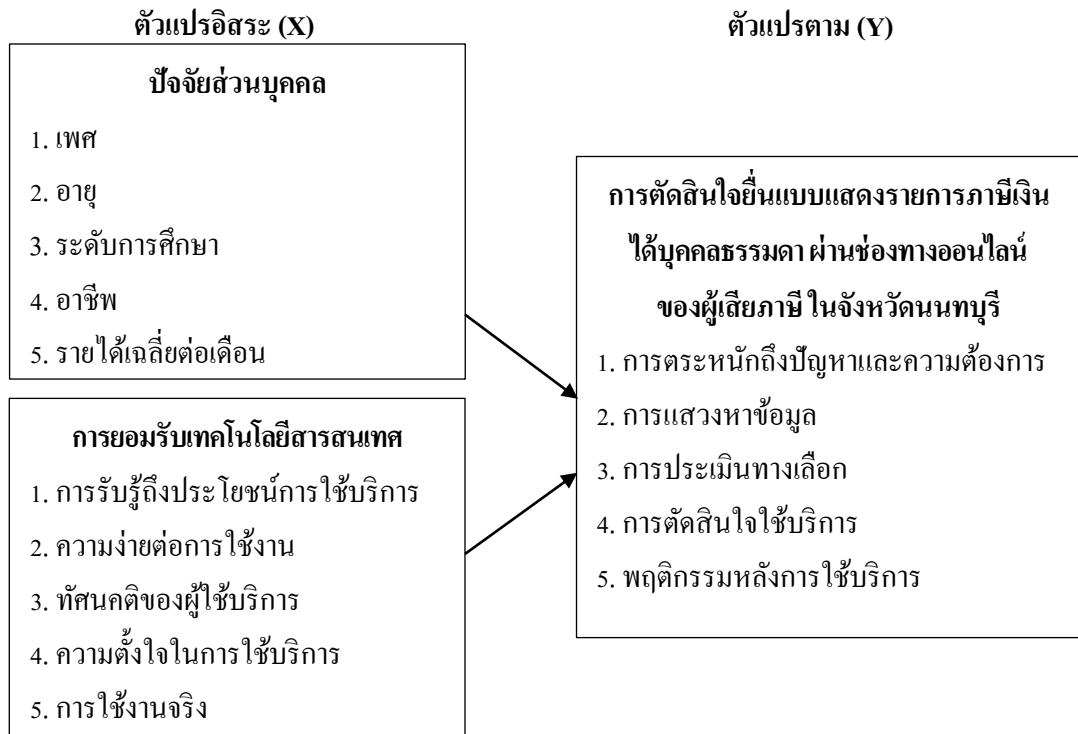 ตัวแปรอิสระ (X)
ปัจจัยส่วนบุคคล
1. เพศ
2. อายุ
3. ระดับการศึกษา
4. อาชีพ
5. รายได้เฉลี่ยต่อเดือน
การยอมรับเทคโนโลยีสารสนเทศ
1. การรับรู้ถึงประโยชน์การใช้บริการ
2. ความง่ายต่อการใช้งาน
3. ทัศนคติของผู้ใช้บริการ
4. ความตั้งใจในการใช้บริการ
5. การใช้งานจริง
ตัวแปรตาม (Y)
การตัดสินใจยื่นแบบแสดงรายการภาษีเงิน
ได้บุคคลธรรมดา ผ่านช่องทางออนไลน์
ของผู้เสียภาษี ในจังหวัดนนทบุรี
1. การตระหนักถึงปัญหาและความต้องการ
2. การแสวงหาข้อมูล
3. การประเมินทางเลือก
4. การตัดสินใจใช้บริการ
5. พฤติกรรมหลังการใช้บริการ